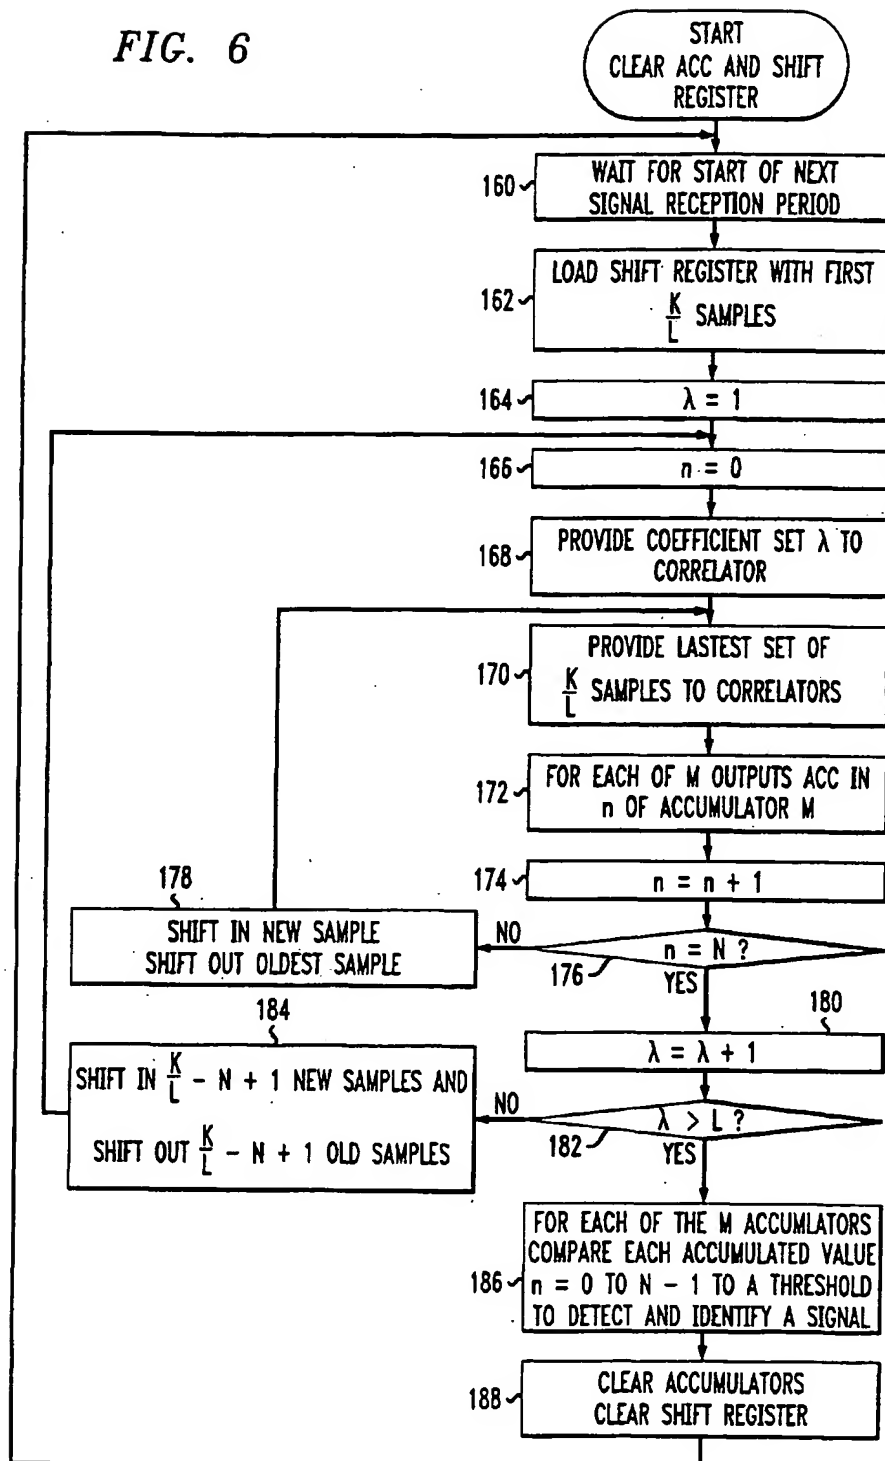 FIG. 6
START
CLEAR ACC AND SHIFT
REGISTER
160
WAIT FOR START OF NEXT
SIGNAL RECEPTION PERIOD
162
LOAD SHIFT REGISTER WITH FIRST
K/L SAMPLES
164
λ = 1
166
n = 0
168
PROVIDE COEFFICIENT SET λ TO
CORRELATOR
170
PROVIDE LASTEST SET OF
K/L SAMPLES TO CORRELATORS
172
FOR EACH OF M OUTPUTS ACC IN
n OF ACCUMULATOR M
174
n = n + 1
178
SHIFT IN NEW SAMPLE
SHIFT OUT OLDEST SAMPLE
NO
n = N ?
176
YES
180
λ = λ + 1
184
SHIFT IN K/L - N + 1 NEW SAMPLES AND
SHIFT OUT K/L - N + 1 OLD SAMPLES
NO
λ > L ?
182
YES
186
FOR EACH OF THE M ACCUMLATORS
COMPARE EACH ACCUMULATED VALUE
n = 0 TO N - 1 TO A THRESHOLD
TO DETECT AND IDENTIFY A SIGNAL
188
CLEAR ACCUMULATORS
CLEAR SHIFT REGISTER